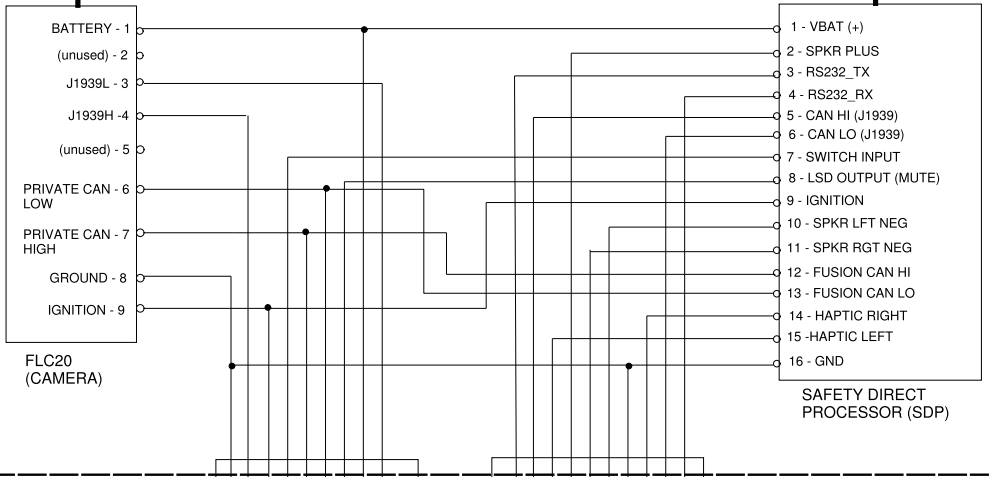 BATTERY - 1
(unused) - 2
J1939L - 3
J1939H -4
(unused) - 5
PRIVATE CAN - 6
LOW
PRIVATE CAN - 7
HIGH
GROUND - 8
IGNITION - 9
FLC20
(CAMERA)
1 - VBAT (+)
2 - SPKR PLUS
3 - RS232_TX
4 - RS232_RX
5 - CAN HI (J1939)
6 - CAN LO (J1939)
7 - SWITCH INPUT
8 - LSD OUTPUT (MUTE)
9 - IGNITION
10 - SPKR LFT NEG
11 - SPKR RGT NEG
12 - FUSION CAN HI
13 - FUSION CAN LO
14 - HAPTIC RIGHT
15 -HAPTIC LEFT
16 - GND
SAFETY DIRECT
PROCESSOR (SDP)